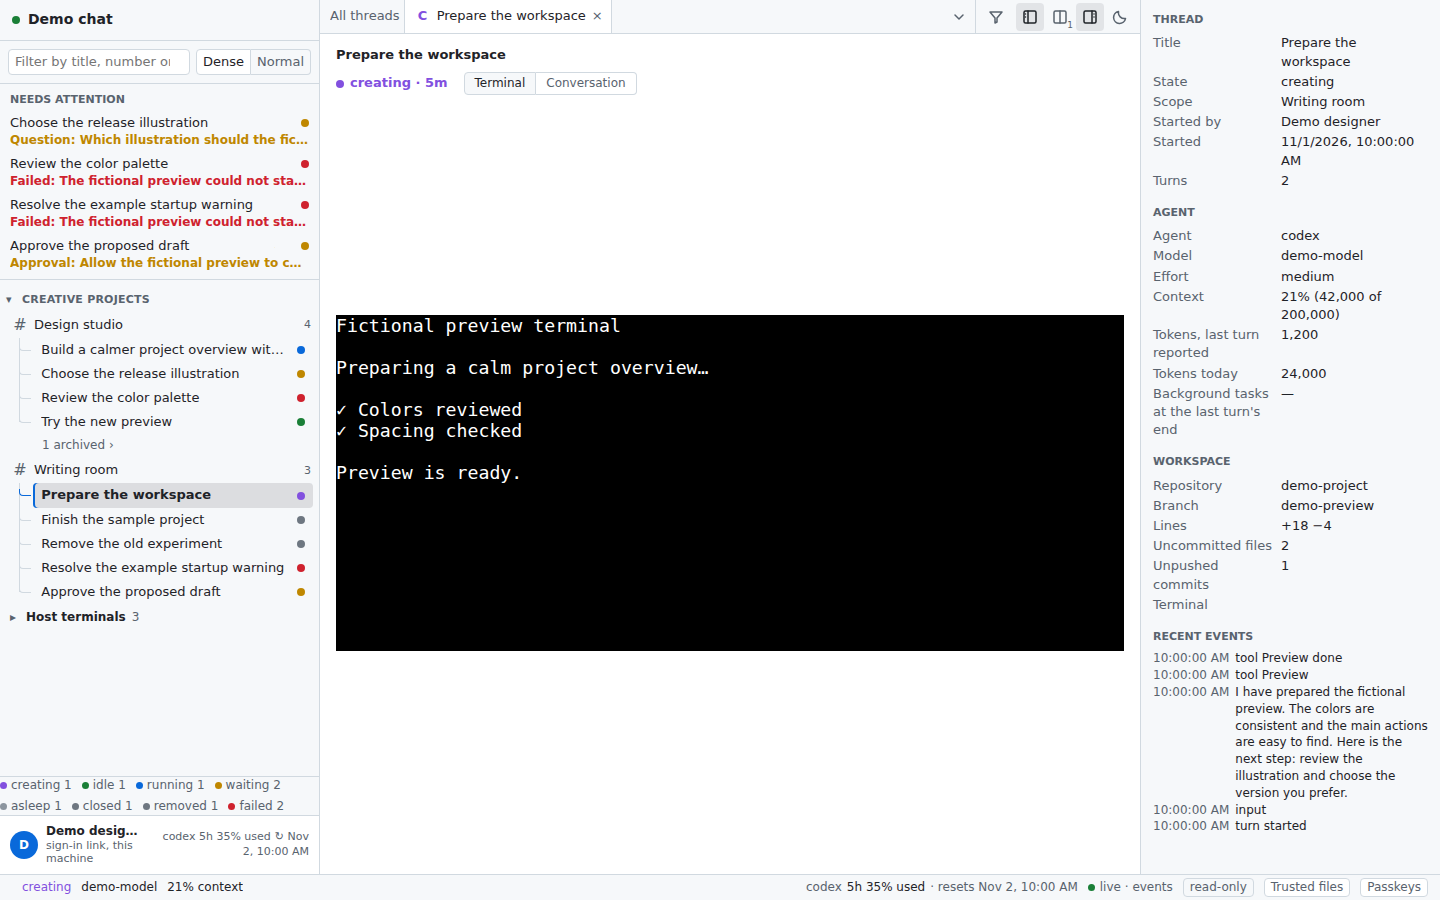 Demo chat
Filter by title, number or
Dense
Normal
NEEDS ATTENTION
Choose the release illustration
Question: Which illustration should the fic...
Review the color palette
Failed: The fictional preview could not sta...
Resolve the example startup warning
Failed: The fictional preview could not sta...
Approve the proposed draft
Approval: Allow the fictional preview to c...
CREATIVE PROJECTS
# Design studio 4
Build a calmer project overview wit...
Choose the release illustration
Review the color palette
Try the new preview
1 archived ›
# Writing room 3
Prepare the workspace
Finish the sample project
Remove the old experiment
Resolve the example startup warning
Approve the proposed draft
Host terminals 3
creating 1 idle 1 running 1 waiting 2
asleep 1 closed 1 removed 1 failed 2
D
Demo desig...
sign-in link, this
machine
codex 5h 35% used ↻ Nov
2, 10:00 AM
All threads
C Prepare the workspace ×
1
Prepare the workspace
creating · 5m
Terminal
Conversation
Fictional preview terminal
Preparing a calm project overview…
✓ Colors reviewed
✓ Spacing checked
Preview is ready.
THREAD
Title Prepare the
workspace
State creating
Scope Writing room
Started by Demo designer
Started 11/1/2026, 10:00:00
AM
Turns 2
AGENT
Agent codex
Model demo-model
Effort medium
Context 21% (42,000 of
200,000)
Tokens, last turn 1,200
reported
Tokens today 24,000
Background tasks —
at the last turn's
end
WORKSPACE
Repository demo-project
Branch demo-preview
Lines +18 −4
Uncommitted files 2
Unpushed 1
commits
Terminal
RECENT EVENTS
10:00:00 AM tool Preview done
10:00:00 AM tool Preview
10:00:00 AM I have prepared the fictional
preview. The colors are
consistent and the main actions
are easy to find. Here is the
next step: review the
illustration and choose the
version you prefer.
10:00:00 AM input
10:00:00 AM turn started
creating demo-model 21% context
codex 5h 35% used · resets Nov 2, 10:00 AM
live · events
read-only
Trusted files
Passkeys